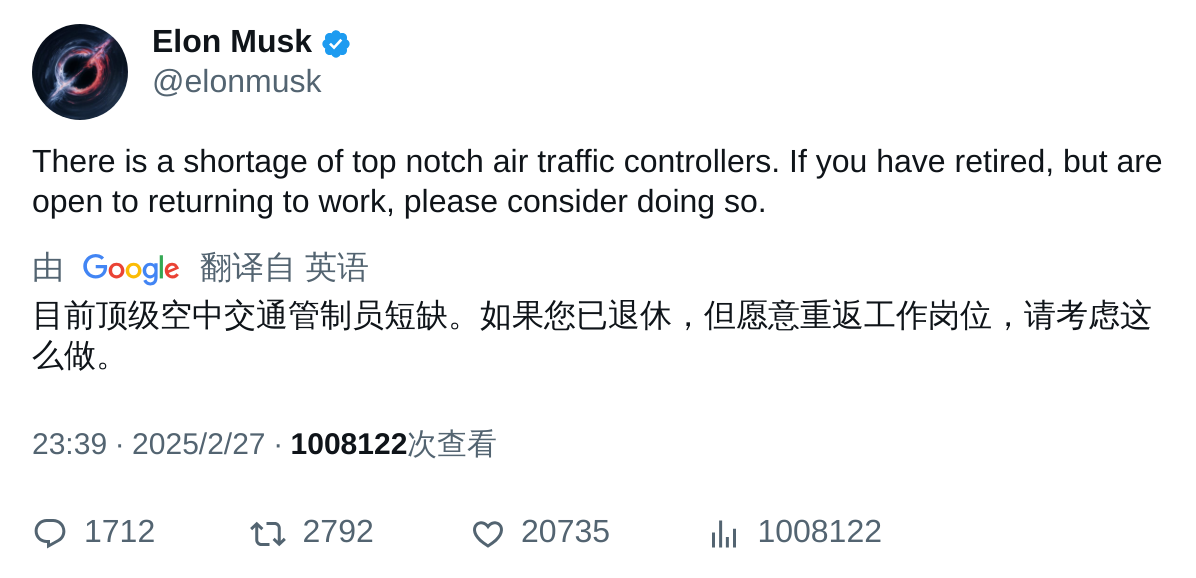 Elon Musk
@elonmusk
There is a shortage of top notch air traffic controllers. If you have retired, but are
open to returning to work, please consider doing so.
由 Google 翻译自 英语
目前顶级空中交通管制员短缺。如果您已退休，但愿意重返工作岗位，请考虑这
么做。
23:39 · 2025/2/27 · 1008122次查看
1712 2792 20735 1008122